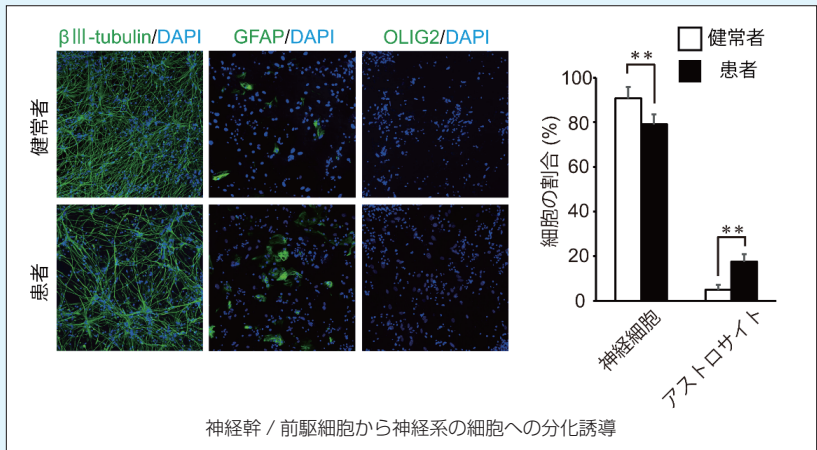 βⅢ-tubulin/DAPI
GFAP/DAPI
OLIG2/DAPI
健常者
患者
健常者
患者
**
**
細胞の割合 (%)
100
80
60
40
20
0
神経細胞
アストロサイト
神経幹 / 前駆細胞から神経系の細胞への分化誘導